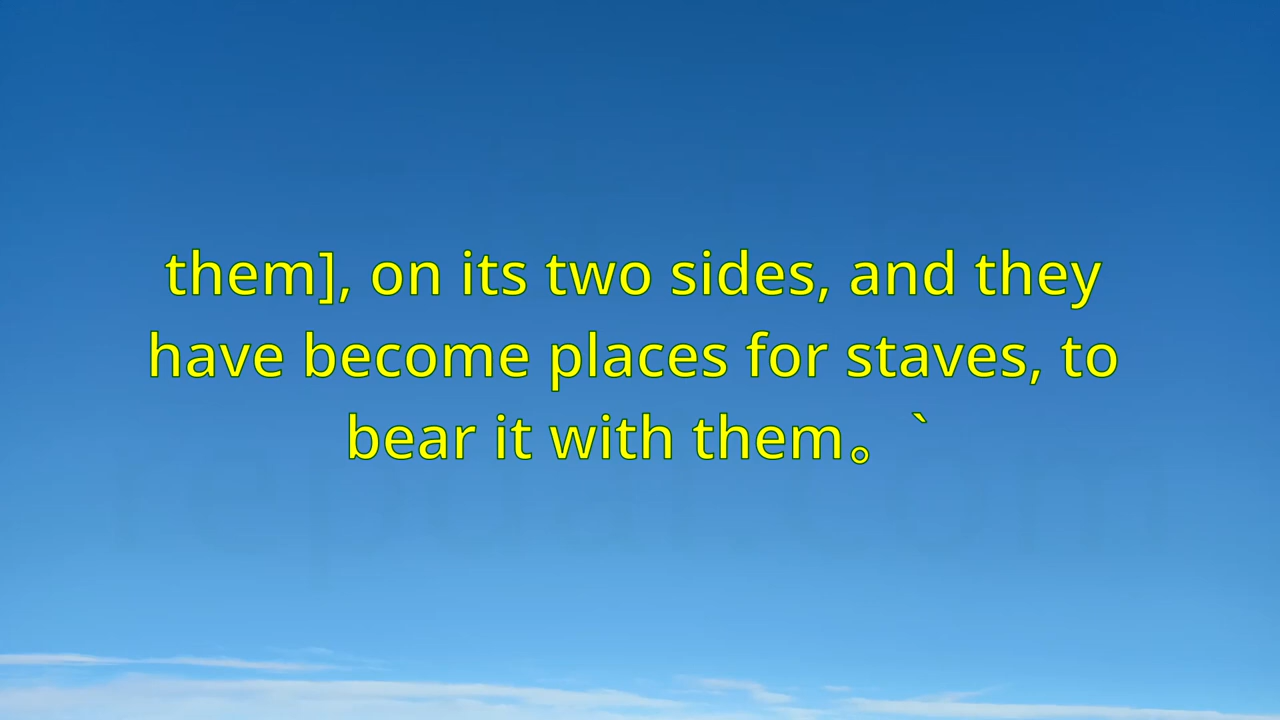 them], on its two sides, and they
have become places for staves, to
bear it with them。`